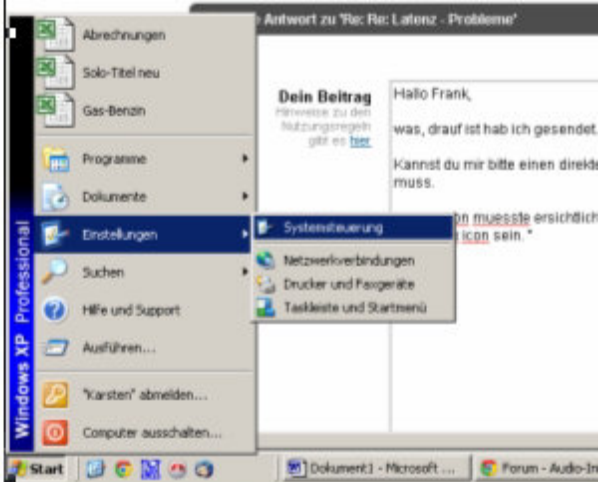 Antwort zu 'Re: Re: Latenz - Probleme'
Abrechnungen
Solo-Titel neu
Gas-Benzin
Programme
Dokumente
Einstellungen
Suchen
Hilfe und Support
Ausführen...
"Karsten" abmelden...
Computer ausschalten...
Windows XP Professional
Systemsteuerung
Netzwerkverbindungen
Drucker und Faxgeräte
Taskleiste und Startmenü
Dein Beitrag
Hinweise zu den
Nutzungsregeln
gibt es hier
Hallo Frank,
was, drauf ist hab ich gesendet.
Kannst du mir bitte einen direkte
muss.
muesste ersichtlich
icon sein. "
Start
Dokument1 - Microsoft ...
Forum - Audio-In